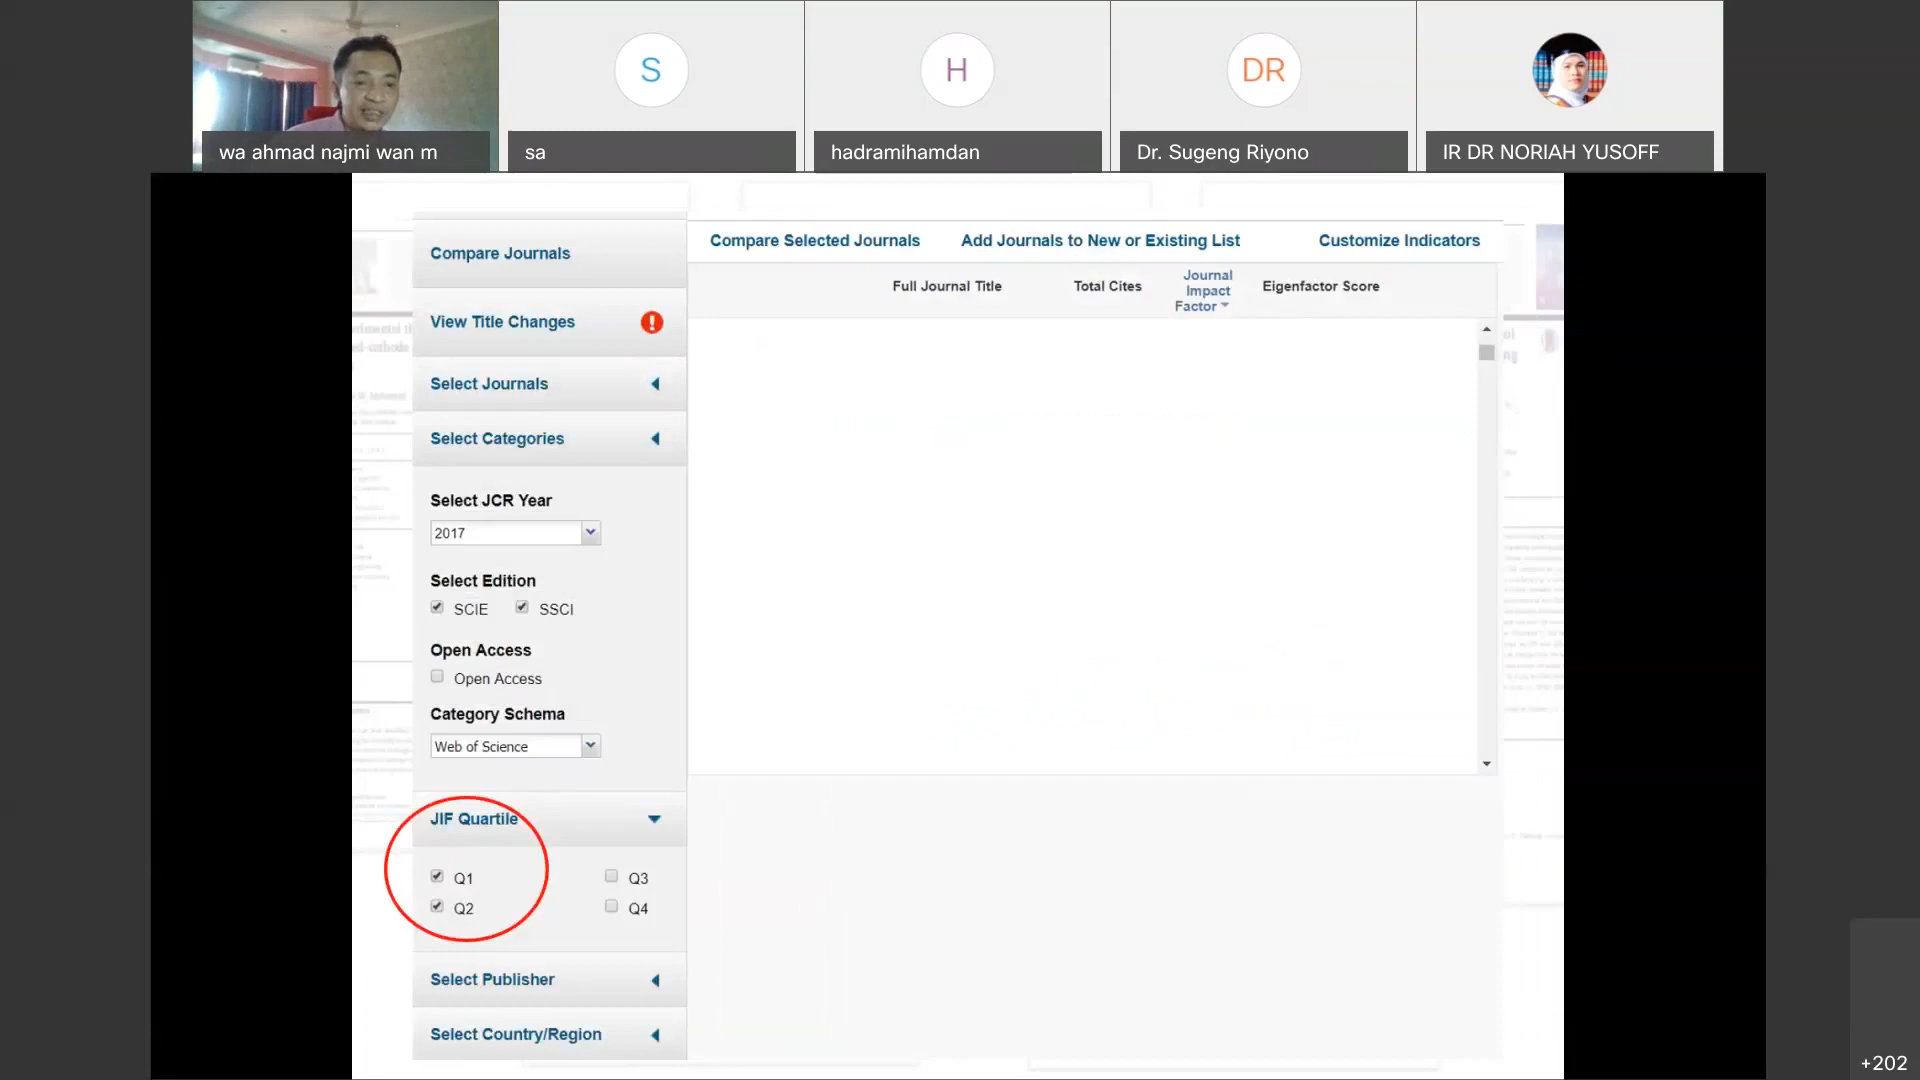 S
H
DR
wa ahmad najmi wan m
sa
hadramihamdan
Dr. Sugeng Riyono
IR DR NORIAH YUSOFF
Compare Journals
View Title Changes
Select Journals
Select Categories
Select JCR Year
2017
Select Edition
SCIE SSCI
Open Access
Open Access
Category Schema
Web of Science
JIF Quartile
Q1 Q3
Q2 Q4
Select Publisher
Select Country/Region
Compare Selected Journals Add Journals to New or Existing List Customize Indicators
Full Journal Title
Total Cites
Journal
Impact
Factor
Eigenfactor Score
+202